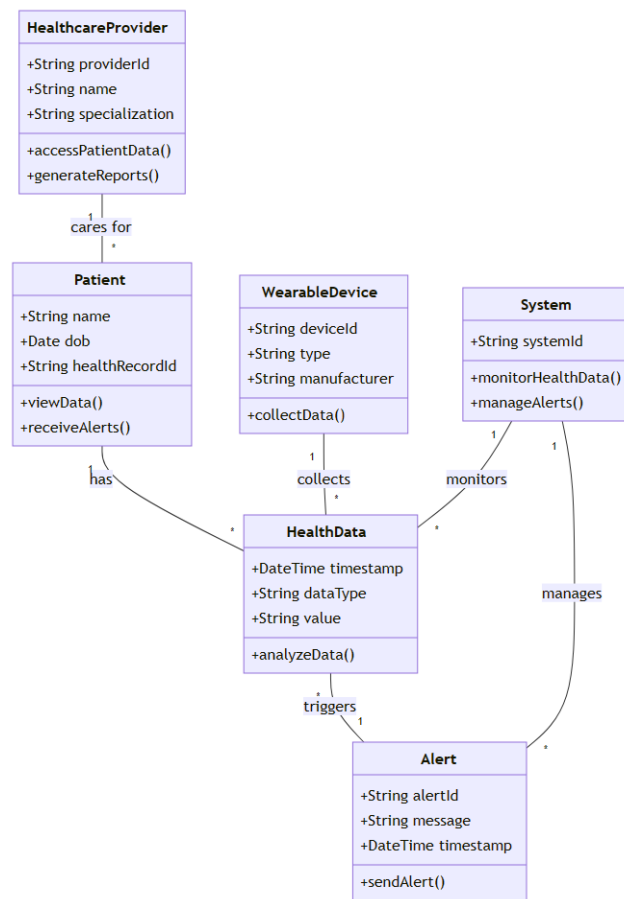 HealthcareProvider
+String providerId
+String name
+String specialization
+accessPatientData()
+generateReports()
1
cares for
*
Patient
+String name
+Date dob
+String healthRecordId
+viewData()
+receiveAlerts()
WearableDevice
+String deviceId
+String type
+String manufacturer
+collectData()
System
+String systemId
+monitorHealthData()
+manageAlerts()
1
has
*
1
collects
*
1
monitors
*
1
manages
*
HealthData
+DateTime timestamp
+String dataType
+String value
+analyzeData()
*
triggers
1
Alert
+String alertId
+String message
+DateTime timestamp
+sendAlert()